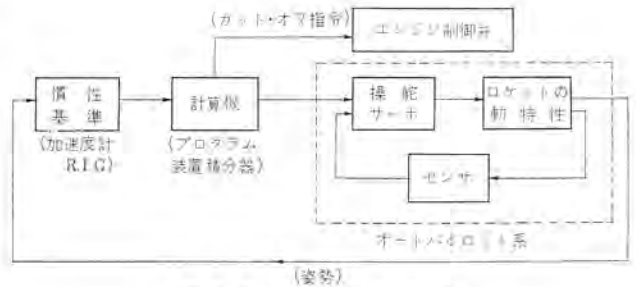 (カット・オフ指令)
エンジン制御弁
慣性
基準
計算機
操舵
サーボ
ロケットの
動特性
(加速度計
R.I.G)
(プログラム
装置積分器)
センサ
オートパイロット系
(姿勢)